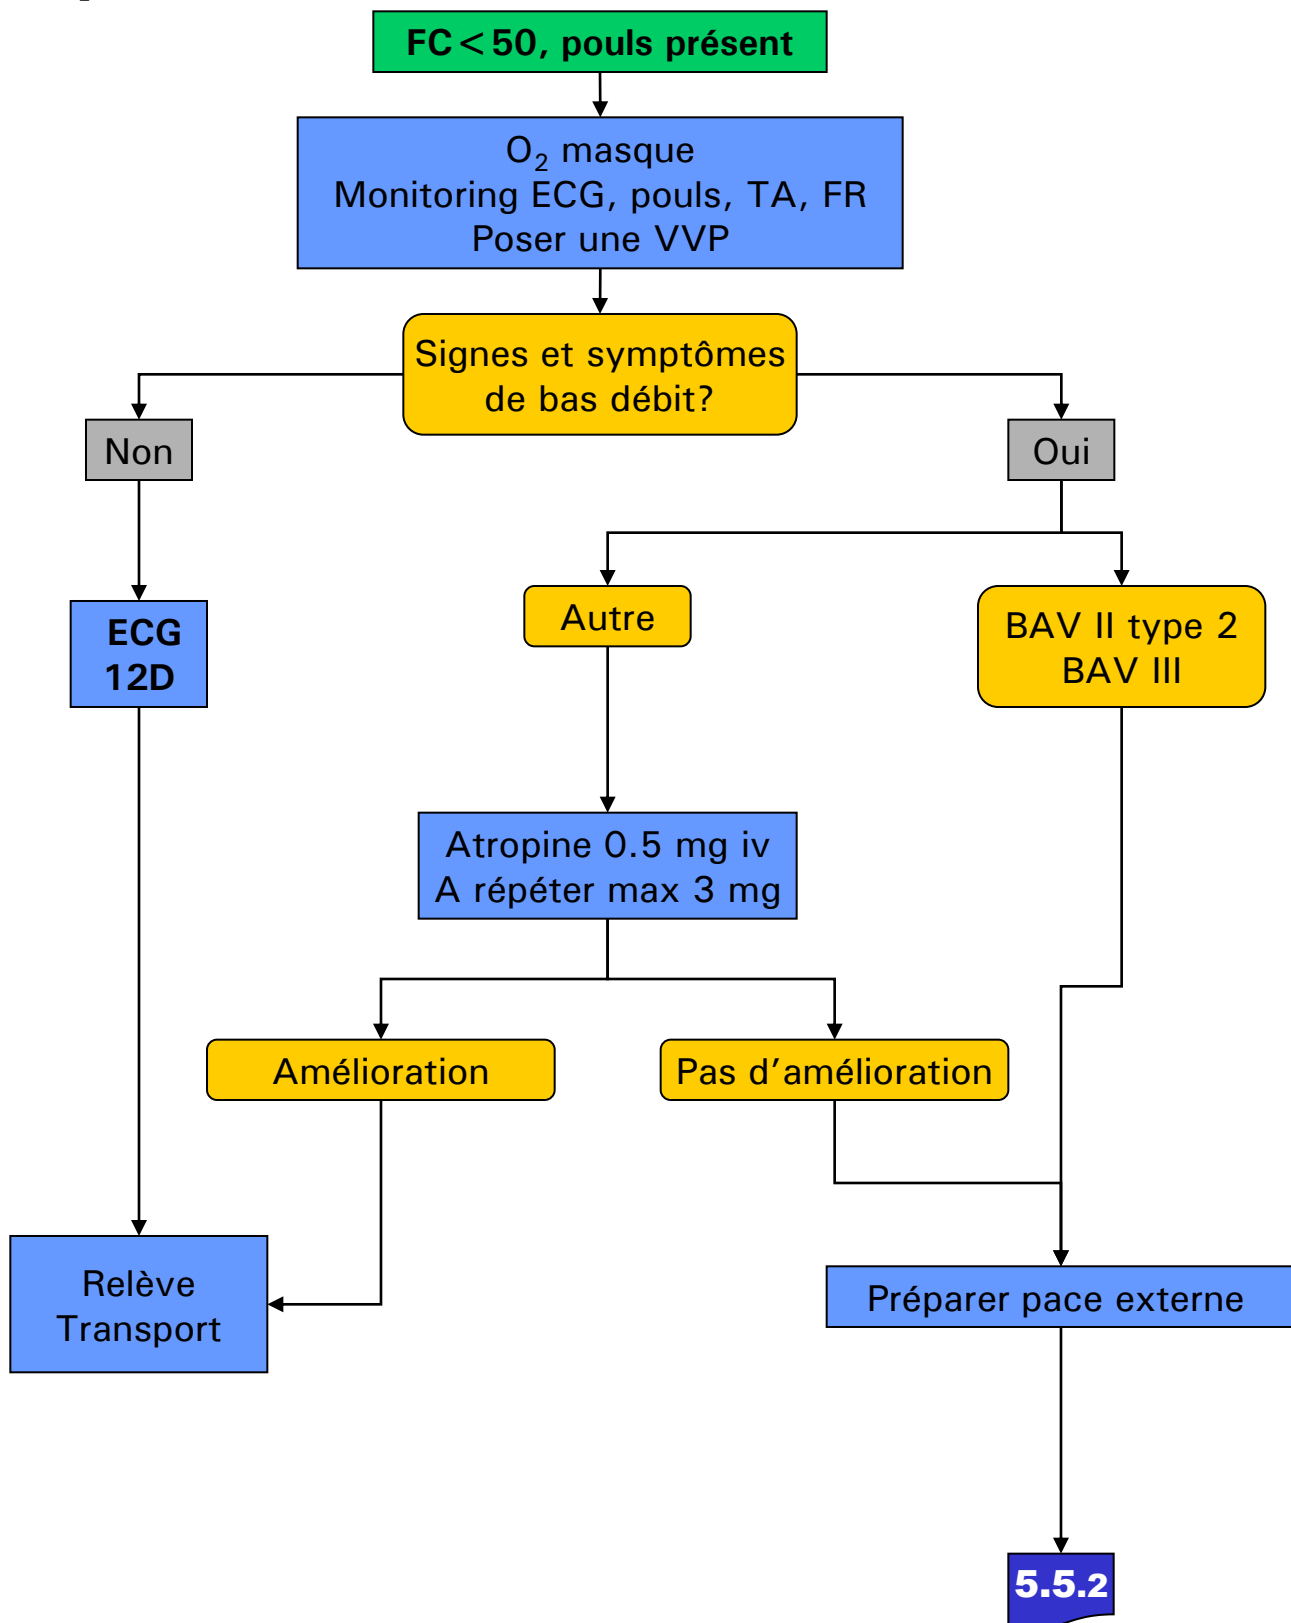 FC<50, pouls présent
O₂ masque
Monitoring ECG, pouls, TA, FR
Poser une VVP
Signes et symptômes
de bas débit?
Non
Oui
Autre
BAV II type 2
BAV III
ECG
12D
Atropine 0.5 mg iv
A répéter max 3 mg
Amélioration
Pas d'amélioration
Relève
Transport
Préparer pace externe
5.5.2